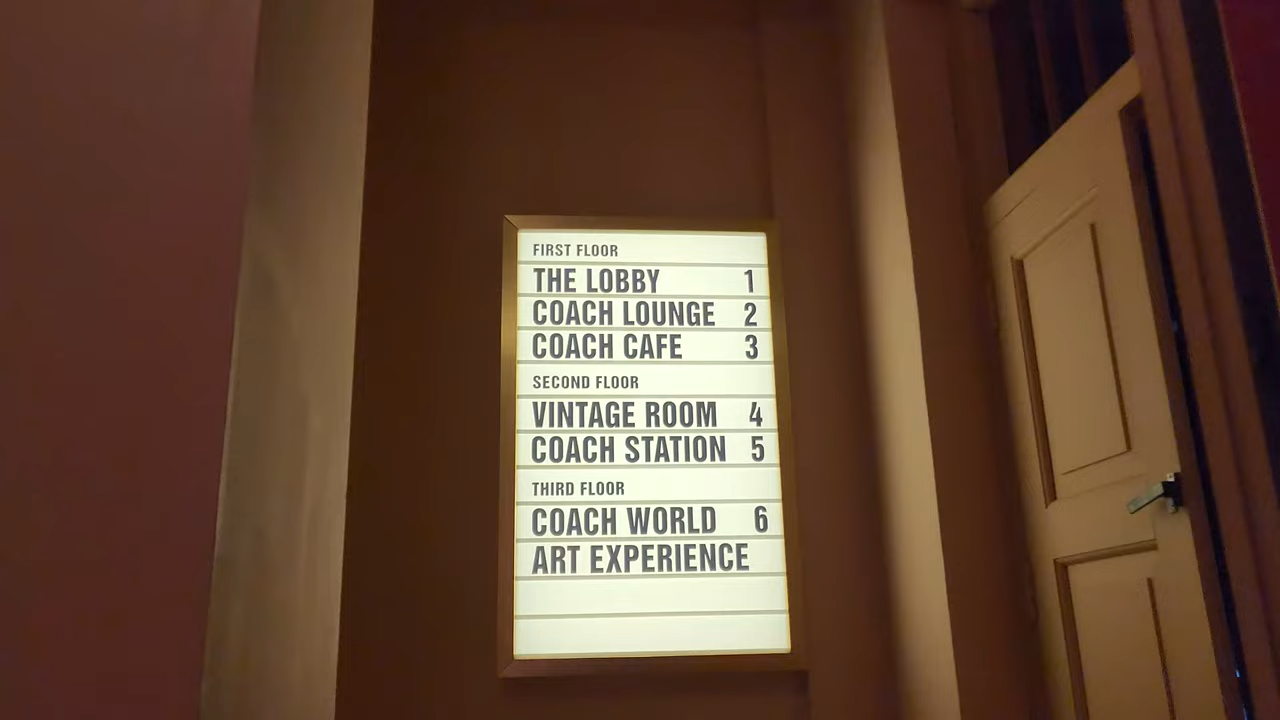 FIRST FLOOR
THE LOBBY 1
COACH LOUNGE 2
COACH CAFE 3
SECOND FLOOR
VINTAGE ROOM 4
COACH STATION 5
THIRD FLOOR
COACH WORLD 6
ART EXPERIENCE